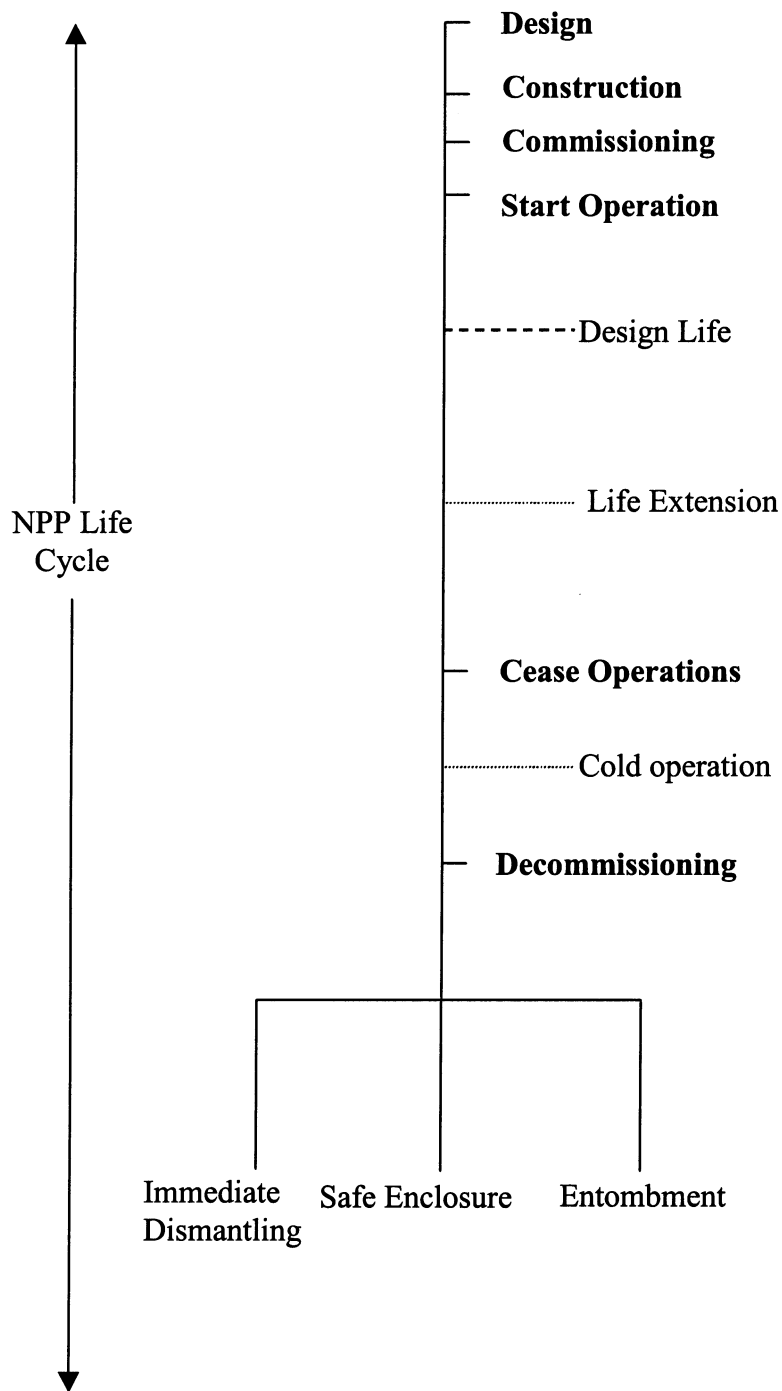 Design
Construction
Commissioning
Start Operation
Design Life
Life Extension
NPP Life
Cycle
Cease Operations
Cold operation
Decommissioning
Immediate
Dismantling
Safe Enclosure
Entombment